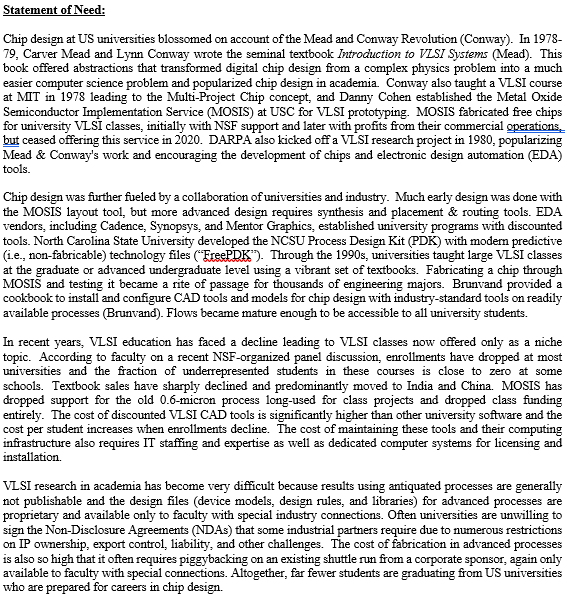 Statement of Need:
Chip design at US universities blossomed on account of the Mead and Conway Revolution (Conway). In 1978-
79, Carver Mead and Lynn Conway wrote the seminal textbook Introduction to VLSI Systems (Mead). This
book offered abstractions that transformed digital chip design from a complex physics problem into a much
easier computer science problem and popularized chip design in academia. Conway also taught a VLSI course
at MIT in 1978 leading to the Multi-Project Chip concept, and Danny Cohen established the Metal Oxide
Semiconductor Implementation Service (MOSIS) at USC for VLSI prototyping. MOSIS fabricated free chips
for university VLSI classes, initially with NSF support and later with profits from their commercial operations,
but ceased offering this service in 2020. DARPA also kicked off a VLSI research project in 1980, popularizing
Mead & Conway's work and encouraging the development of chips and electronic design automation (EDA)
tools.
Chip design was further fueled by a collaboration of universities and industry. Much early design was done with
the MOSIS layout tool, but more advanced design requires synthesis and placement & routing tools. EDA
vendors, including Cadence, Synopsys, and Mentor Graphics, established university programs with discounted
tools. North Carolina State University developed the NCSU Process Design Kit (PDK) with modern predictive
(i.e., non-fabricable) technology files ("FreePDK"). Through the 1990s, universities taught large VLSI classes
at the graduate or advanced undergraduate level using a vibrant set of textbooks. Fabricating a chip through
MOSIS and testing it became a rite of passage for thousands of engineering majors. Brunvand provided a
cookbook to install and configure CAD tools and models for chip design with industry-standard tools on readily
available processes (Brunvand). Flows became mature enough to be accessible to all university students.
In recent years, VLSI education has faced a decline leading to VLSI classes now offered only as a niche
topic. According to faculty on a recent NSF-organized panel discussion, enrollments have dropped at most
universities and the fraction of underrepresented students in these courses is close to zero at some
schools. Textbook sales have sharply declined and predominantly moved to India and China. MOSIS has
dropped support for the old 0.6-micron process long-used for class projects and dropped class funding
entirely. The cost of discounted VLSI CAD tools is significantly higher than other university software and the
cost per student increases when enrollments decline. The cost of maintaining these tools and their computing
infrastructure also requires IT staffing and expertise as well as dedicated computer systems for licensing and
installation.
VLSI research in academia has become very difficult because results using antiquated processes are generally
not publishable and the design files (device models, design rules, and libraries) for advanced processes are
proprietary and available only to faculty with special industry connections. Often universities are unwilling to
sign the Non-Disclosure Agreements (NDAs) that some industrial partners require due to numerous restrictions
on IP ownership, export control, liability, and other challenges. The cost of fabrication in advanced processes
is also so high that it often requires piggybacking on an existing shuttle run from a corporate sponsor, again only
available to faculty with special connections. Altogether, far fewer students are graduating from US universities
who are prepared for careers in chip design.